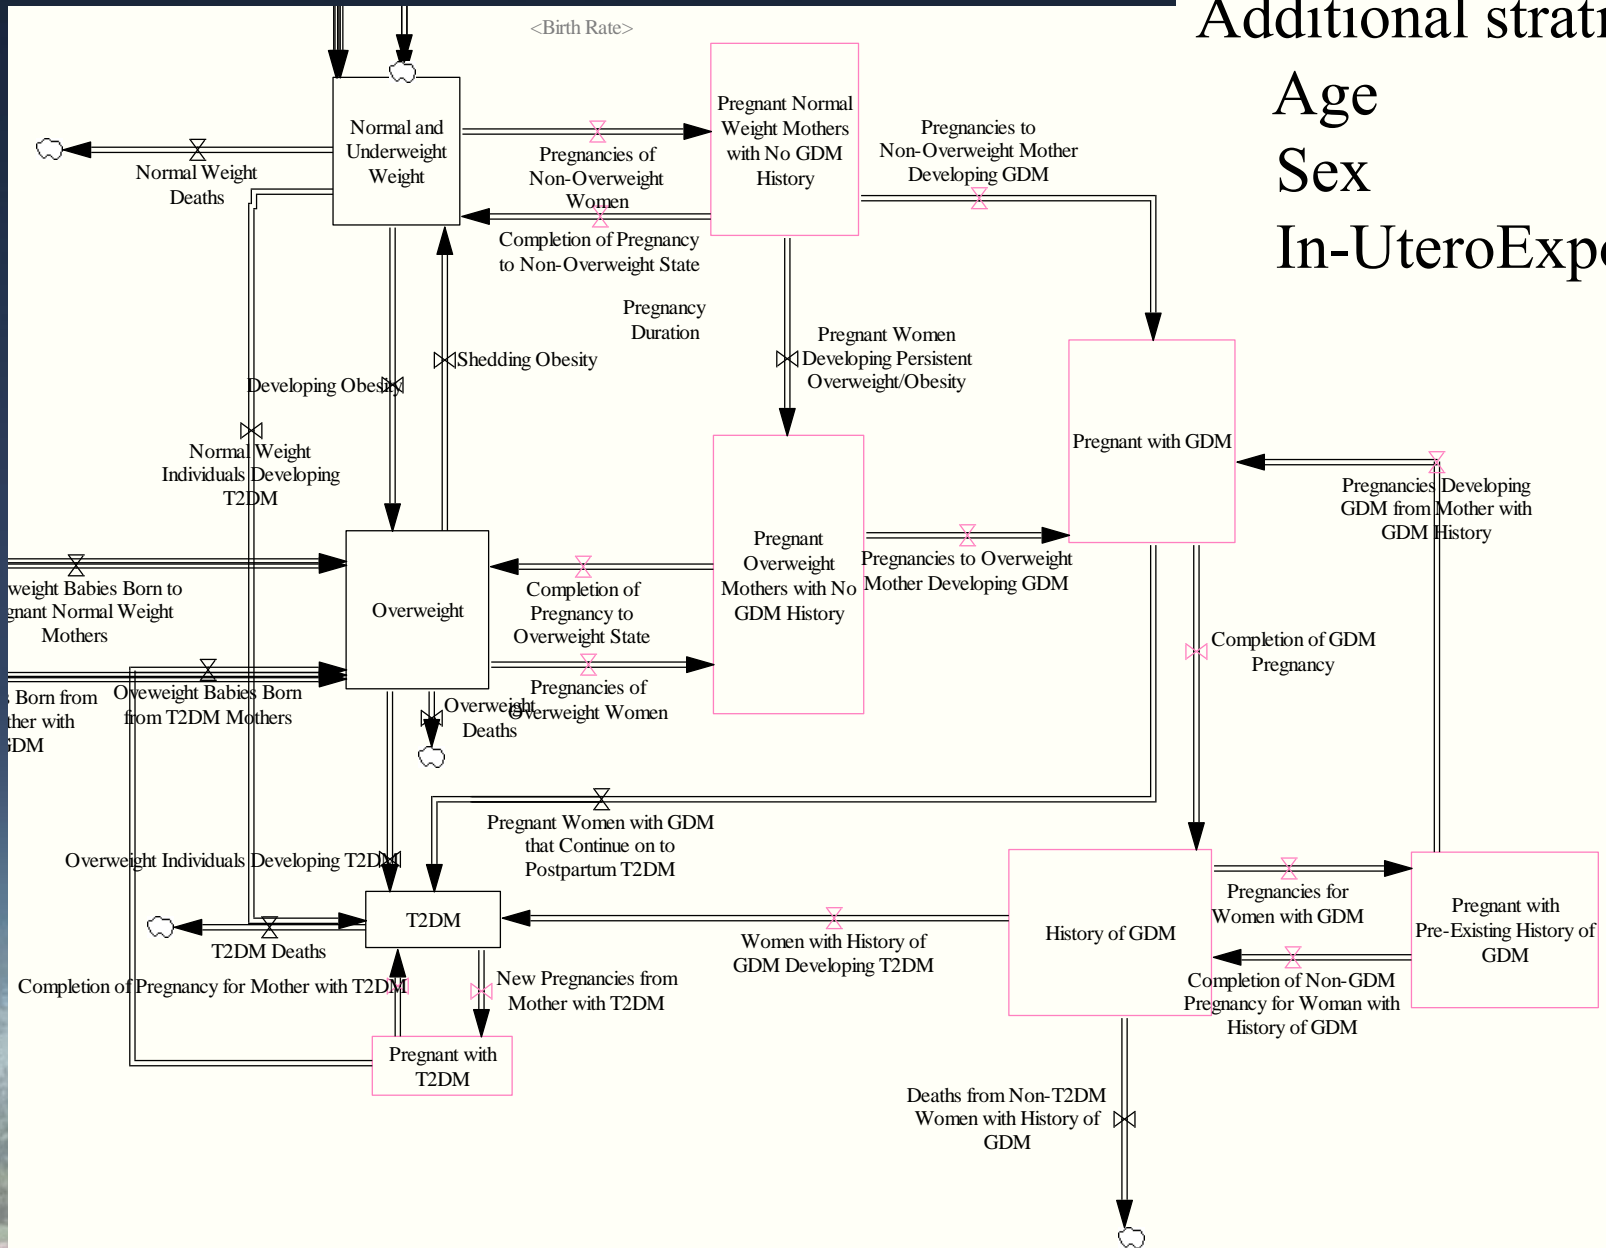 <Birth Rate>
Additional
Age
Sex
Normal and
Underweight
Weight
Normal Weight
Deaths
Pregnancies of
Non-Overweight
Women
Pregnant Normal
Weight Mothers
with No GDM
History
Pregnancies to
Non-Overweight Mother
Developing GDM
Completion of Pregnancy
to Non-Overweight State
Pregnancy
Duration
Pregnant Women
Developing Persistent
Overweight/Obesity
Shedding Obesity
Developing Obesity
Normal Weight
Individuals Developing
T2DM
Pregnant with GDM
Pregnancies Developing
GDM from Mother with
GDM History
Pregnant
Overweight
Mothers with No
GDM History
Pregnancies to Overweight
Mother Developing GDM
Babies Born to
Normal Weight
Mothers
Overweight
Completion of
Pregnancy to
Overweight State
Completion of GDM
Pregnancy
Born from
with
Oveweight Babies Born
from T2DM Mothers
Overweight
Deaths
Pregnancies of
Overweight Women
Pregnant Women with GDM
that Continue on to
Postpartum T2DM
Overweight Individuals Developing T2DM
T2DM
T2DM Deaths
Women with History of
GDM Developing T2DM
History of GDM
Pregnancies for
Women with GDM
Pregnant with
Pre-Existing History of
GDM
Completion of Pregnancy for Mother with T2DM
New Pregnancies from
Mother with T2DM
Completion of Non-GDM
Pregnancy for Woman with
History of GDM
Pregnant with
T2DM
Deaths from Non-T2DM
Women with History of
GDM